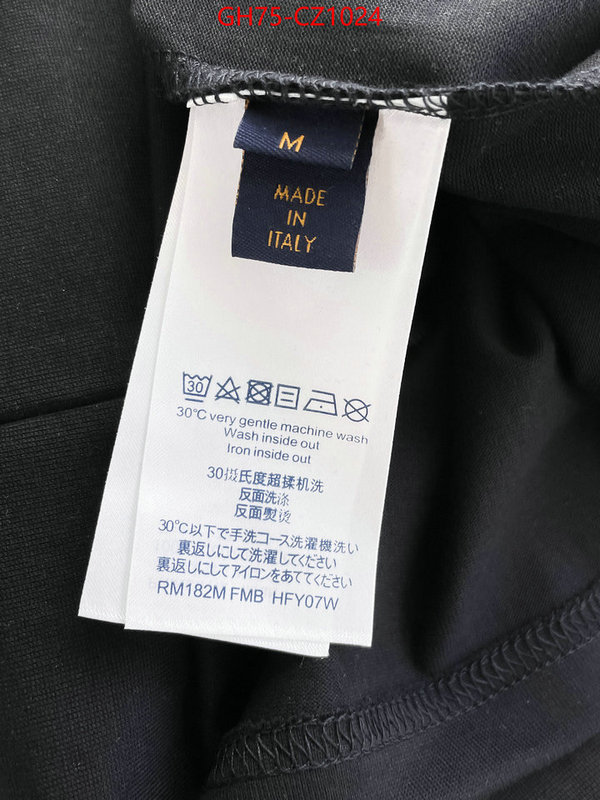 GH75-CZ1024
M
MADE
IN
ITALY
30
30°C very gentle machine wash
Wash inside out
Iron inside out
30摄氏度超揉机洗
反面洗涤
反面熨烫
30℃以下で手洗コース洗濯機洗い
裏返しにして洗濯してください
裏返しにしてアイロンをあててください
RM182M FMB HFY07W